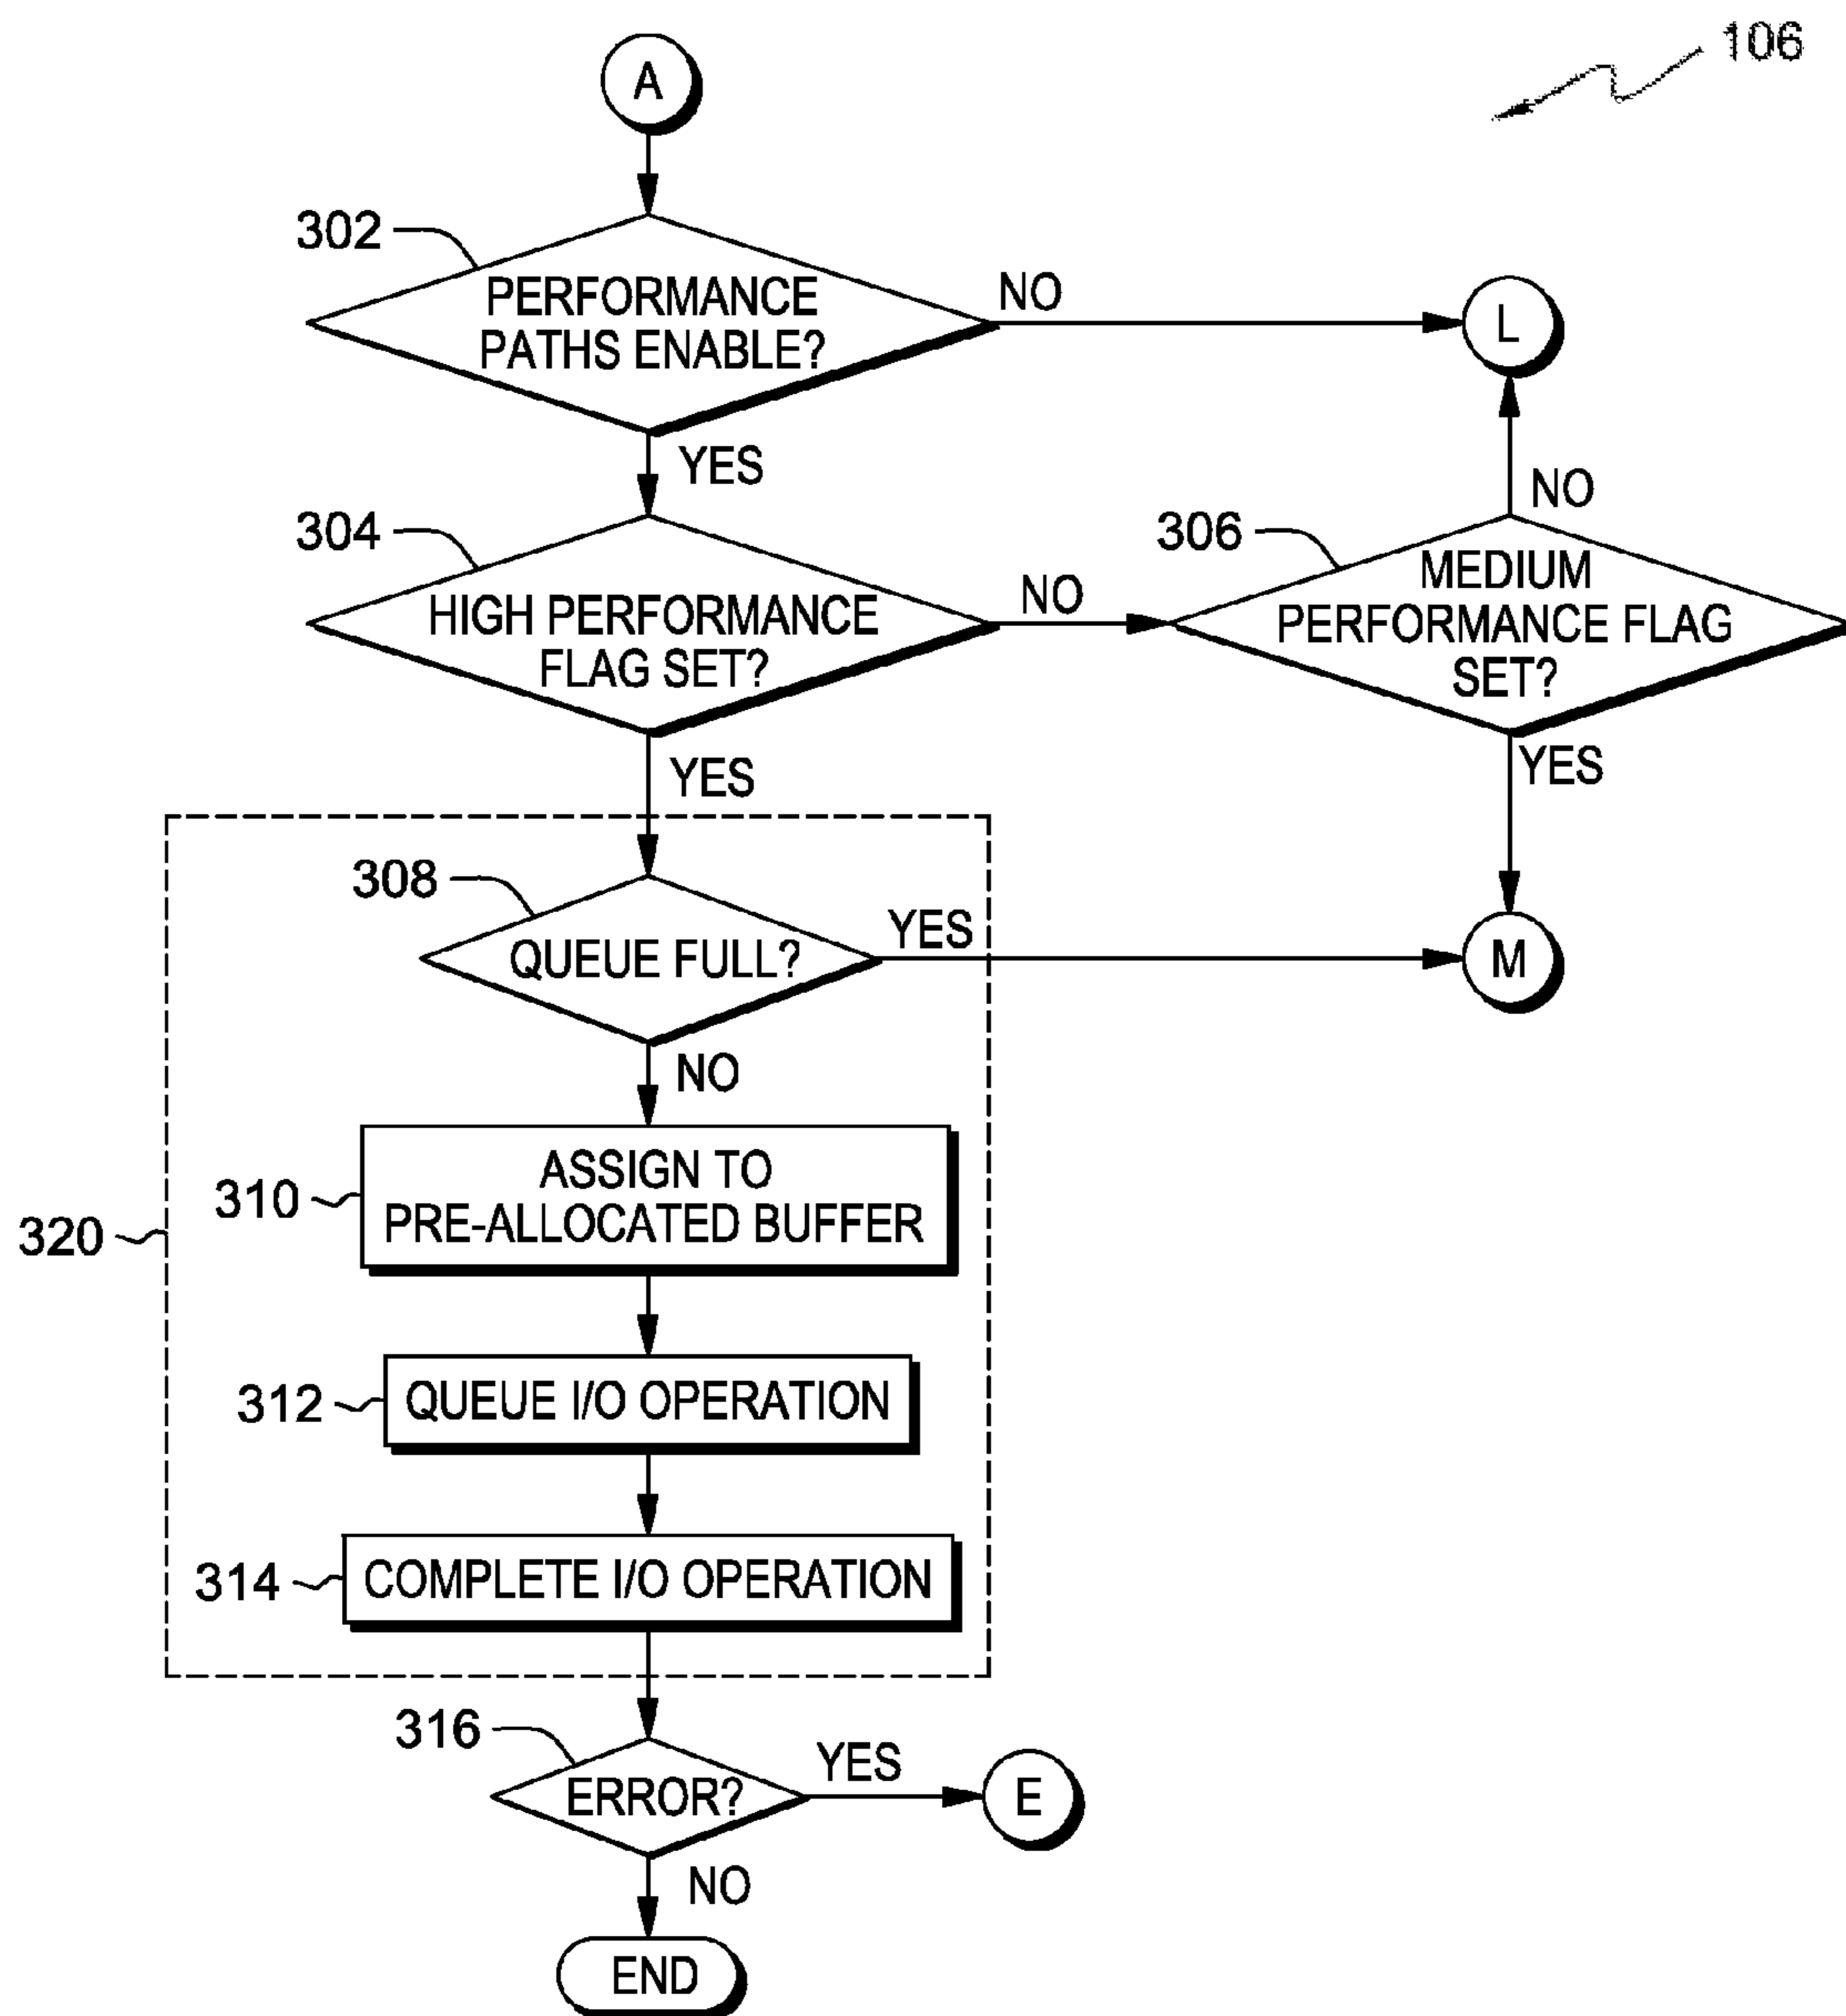 106
A
302
PERFORMANCE
PATHS ENABLE?
NO
L
YES
304
HIGH PERFORMANCE
FLAG SET?
NO
306
MEDIUM
PERFORMANCE FLAG
SET?
NO
YES
YES
308
QUEUE FULL?
YES
M
NO
310
ASSIGN TO
PRE-ALLOCATED BUFFER
320
312
QUEUE I/O OPERATION
314
COMPLETE I/O OPERATION
316
ERROR?
YES
E
NO
END